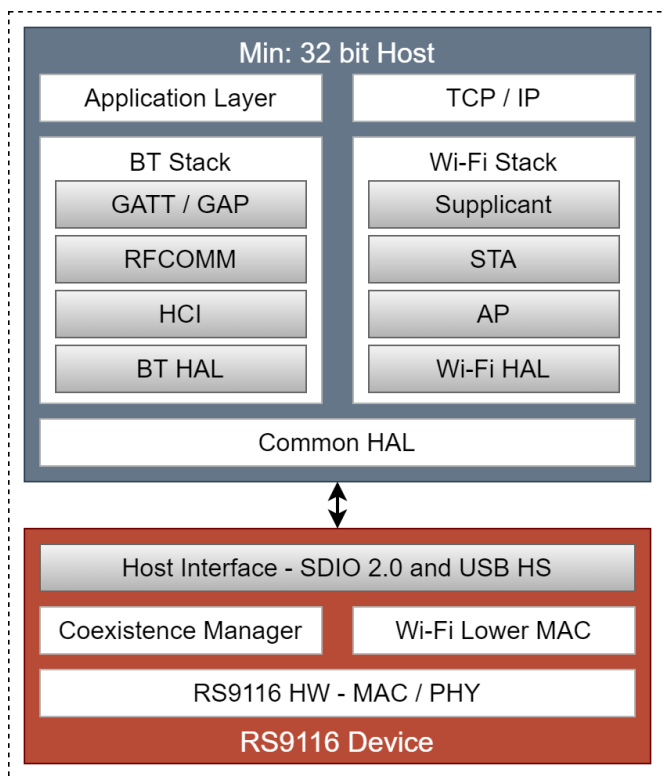 Min: 32 bit Host
Application Layer
TCP / IP
BT Stack
GATT / GAP
RFCOMM
HCI
BT HAL
Wi-Fi Stack
Supplicant
STA
AP
Wi-Fi HAL
Common HAL
Host Interface - SDIO 2.0 and USB HS
Coexistence Manager
Wi-Fi Lower MAC
RS9116 HW - MAC / PHY
RS9116 Device